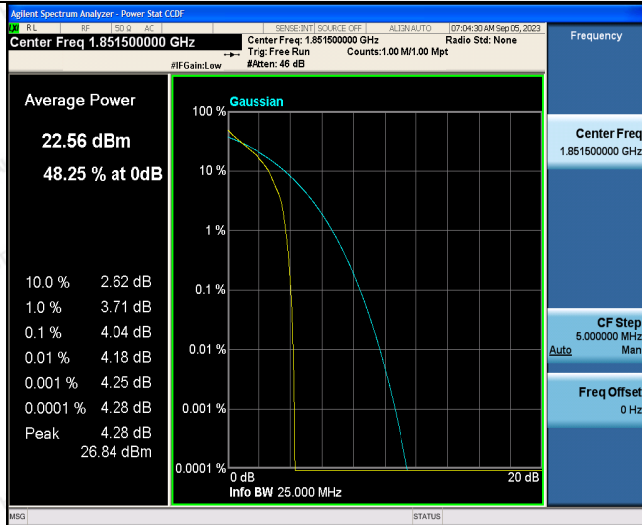 Agilent Spectrum Analyzer - Power Stat CCDF
RL RF 50 Ω AC SENSE:INT SOURCE OFF ALIGN AUTO 07:04:30 AM Sep 05, 2023
Center Freq 1.851500000 GHz
Center Freq: 1.851500000 GHz Radio Std: None
Trig: Free Run Counts:1.00 M/1.00 Mpt
#IFGain:Low #Atten: 46 dB
Frequency
Average Power
22.56 dBm
48.25 % at 0dB
10.0 % 2.62 dB
1.0 % 3.71 dB
0.1 % 4.04 dB
0.01 % 4.18 dB
0.001 % 4.25 dB
0.0001 % 4.28 dB
Peak 4.28 dB
26.84 dBm
Gaussian
100 %
10 %
1 %
0.1 %
0.01 %
0.001 %
0.0001 %
0 dB 20 dB
Info BW 25.000 MHz
Center Freq
1.851500000 GHz
CF Step
5.000000 MHz
Auto Man
Freq Offset
0 Hz
MSG STATUS